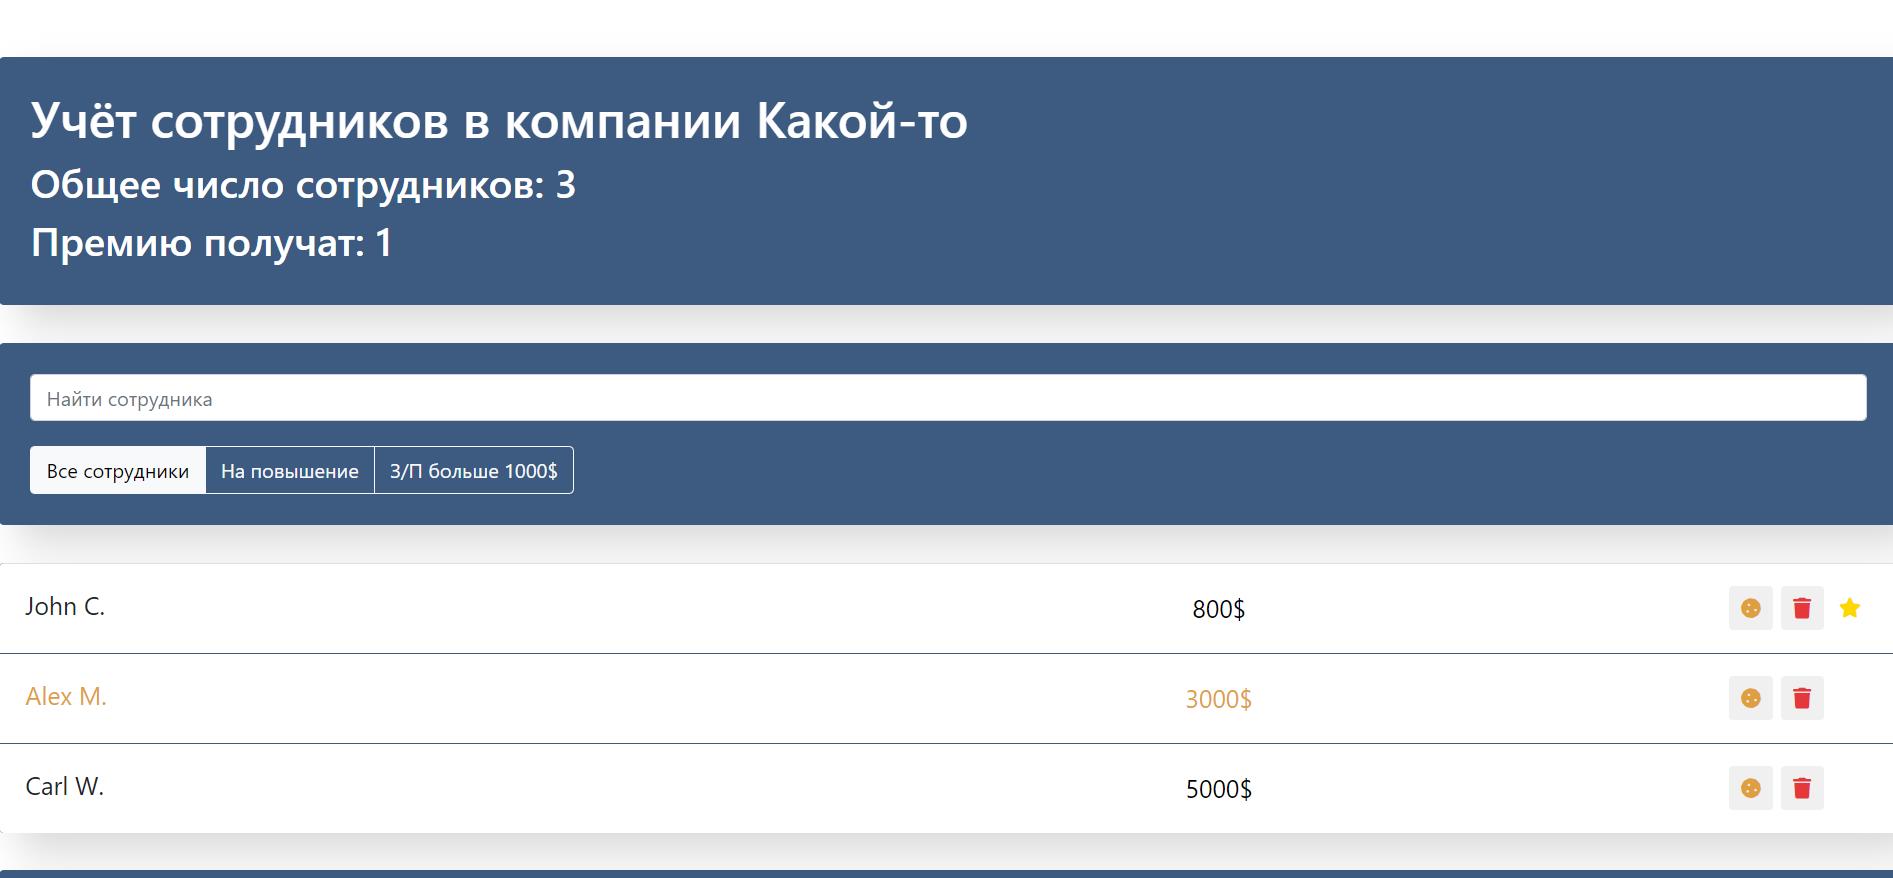 Учёт сотрудников в компании Какой-то
Общее число сотрудников: 3
Премию получат: 1
Найти сотрудника
Все сотрудники На повышение З/П больше 1000$
John C. 800$
Alex M. 3000$
Carl W. 5000$